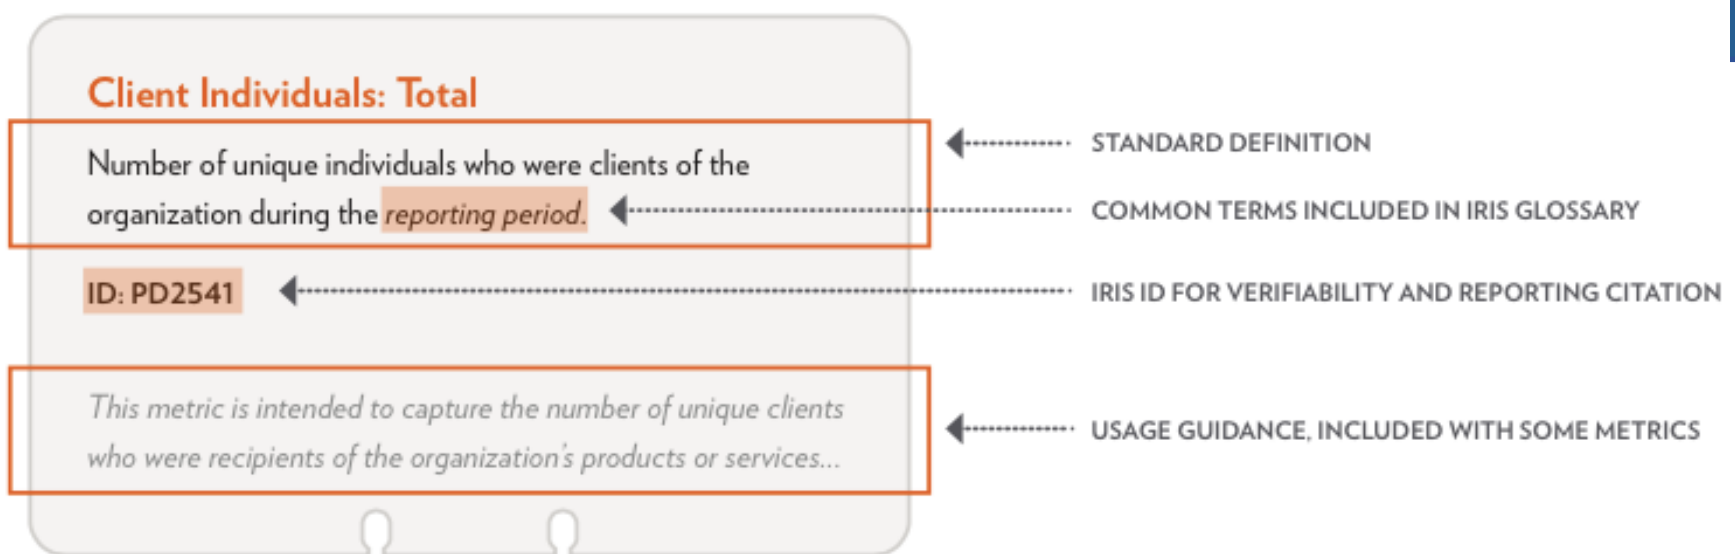 Client Individuals: Total
Number of unique individuals who were clients of the
organization during the reporting period.
ID: PD2541
This metric is intended to capture the number of unique clients
who were recipients of the organization's products or services...
STANDARD DEFINITION
COMMON TERMS INCLUDED IN IRIS GLOSSARY
IRIS ID FOR VERIFIABILITY AND REPORTING CITATION
USAGE GUIDANCE, INCLUDED WITH SOME METRICS